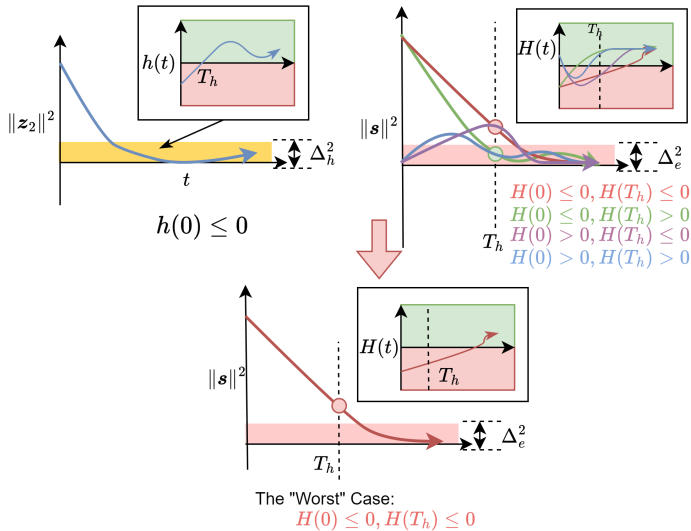 h(t)
T_h
‖z_2‖^2
Δ_h^2
t
h(0) ≤ 0
T_h
H(t)
‖s‖^2
Δ_e^2
T_h
H(0) ≤ 0, H(T_h) ≤ 0
H(0) ≤ 0, H(T_h) > 0
H(0) > 0, H(T_h) ≤ 0
H(0) > 0, H(T_h) > 0
H(t)
T_h
‖s‖^2
Δ_e^2
T_h
The "Worst" Case:
H(0) ≤ 0, H(T_h) ≤ 0